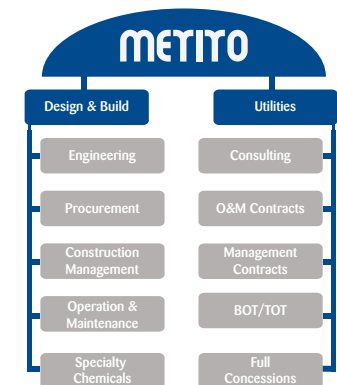 METITO
Design & Build
Utilities
Engineering
Consulting
Procurement
O&M Contracts
Construction
Management
Management
Contracts
Operation &
Maintenance
BOT/TOT
Specialty
Chemicals
Full
Concessions